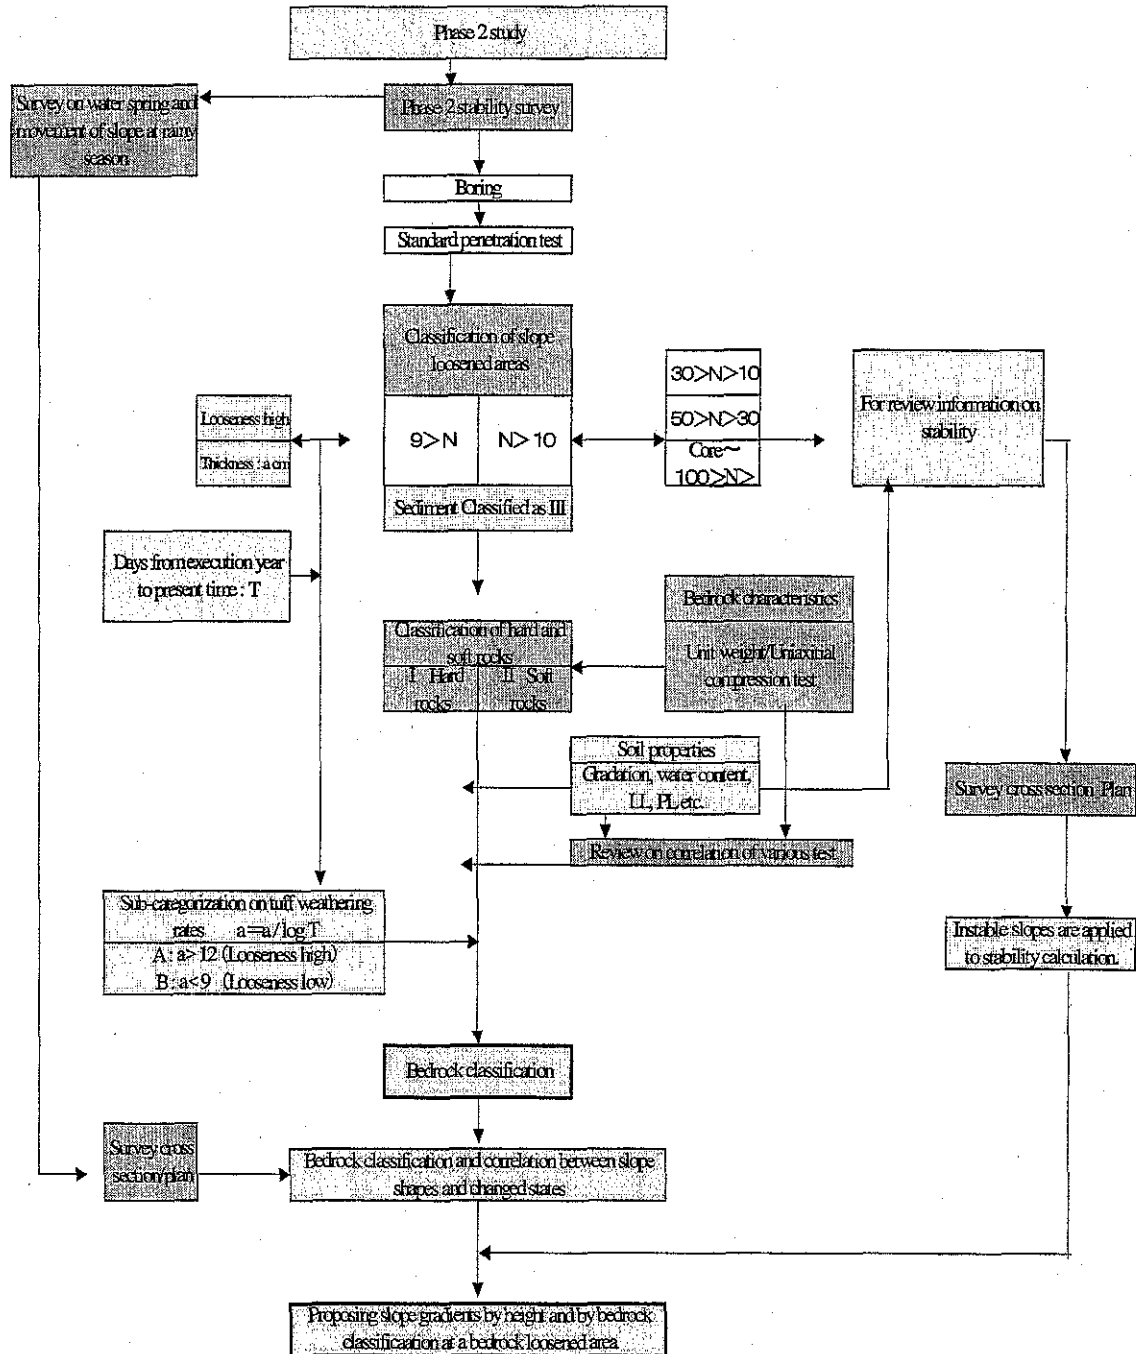 Phase 2 study
Survey on water spring and
movement of slope at rainy
season
Phase 2 stability survey
Boring
Standard penetration test
Classification of slope
loosened areas
9>N
N>10
Sediment Classified as III
Looseness high
Thickness : a cm
30>N>10
50>N>30
Core~
100>N>
For review information on
stability
Days from execution year
to present time : T
Bedrock characteristics
Unit weight/Uniaxitial
compression test
Classification of hard and
soft rocks
I Hard
rocks
II Soft
rocks
Soil properties
Gradation, water content,
LL, PL etc.
Review on correlation of various test
Survey cross section Plan
Sub-categorization on tuff weathering
rates a=a/log T
A : a>12 (Looseness high)
B : a<9 (Looseness low)
Instable slopes are applied
to stability calculation.
Bedrock classification
Survey cross
section/plan
Bedrock classification and correlation between slope
shapes and changed states
Proposing slope gradients by height and by bedrock
classificaation at a bedrock loosened area